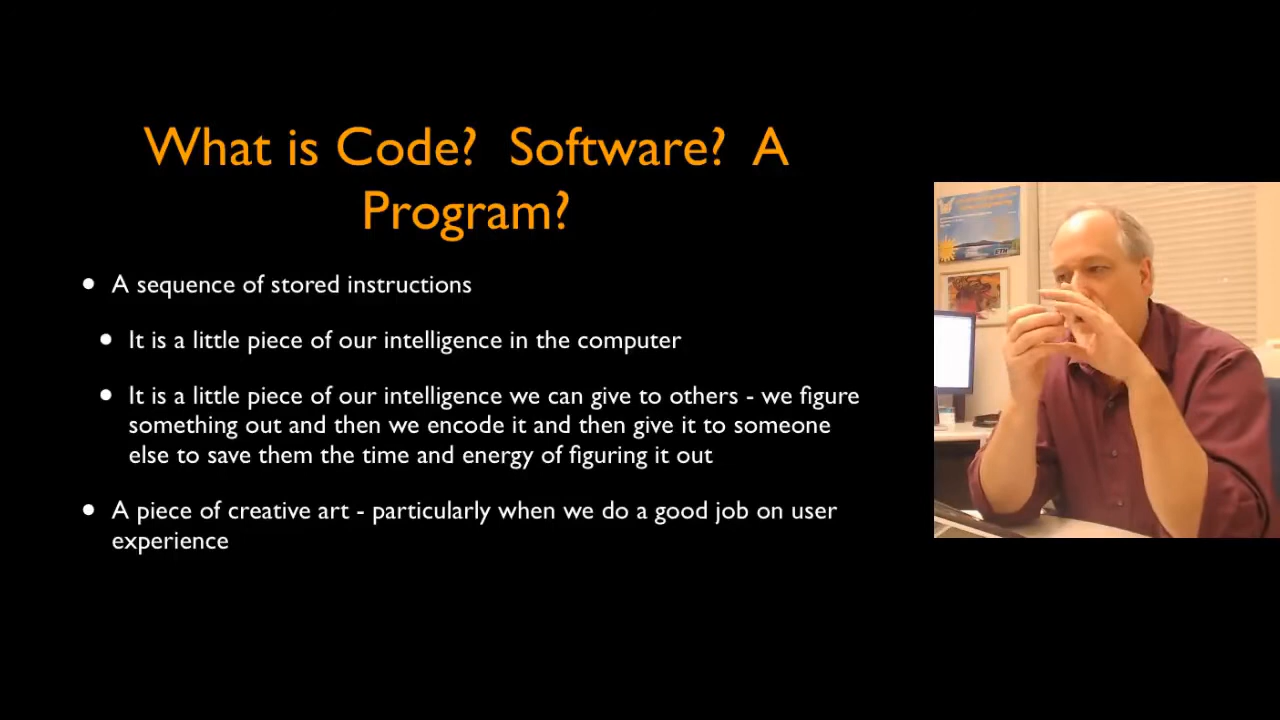 What is Code?  Software?  A
Program?
• A sequence of stored instructions
• It is a little piece of our intelligence in the computer
• It is a little piece of our intelligence we can give to others - we figure
something out and then we encode it and then give it to someone
else to save them the time and energy of figuring it out
• A piece of creative art - particularly when we do a good job on user
experience